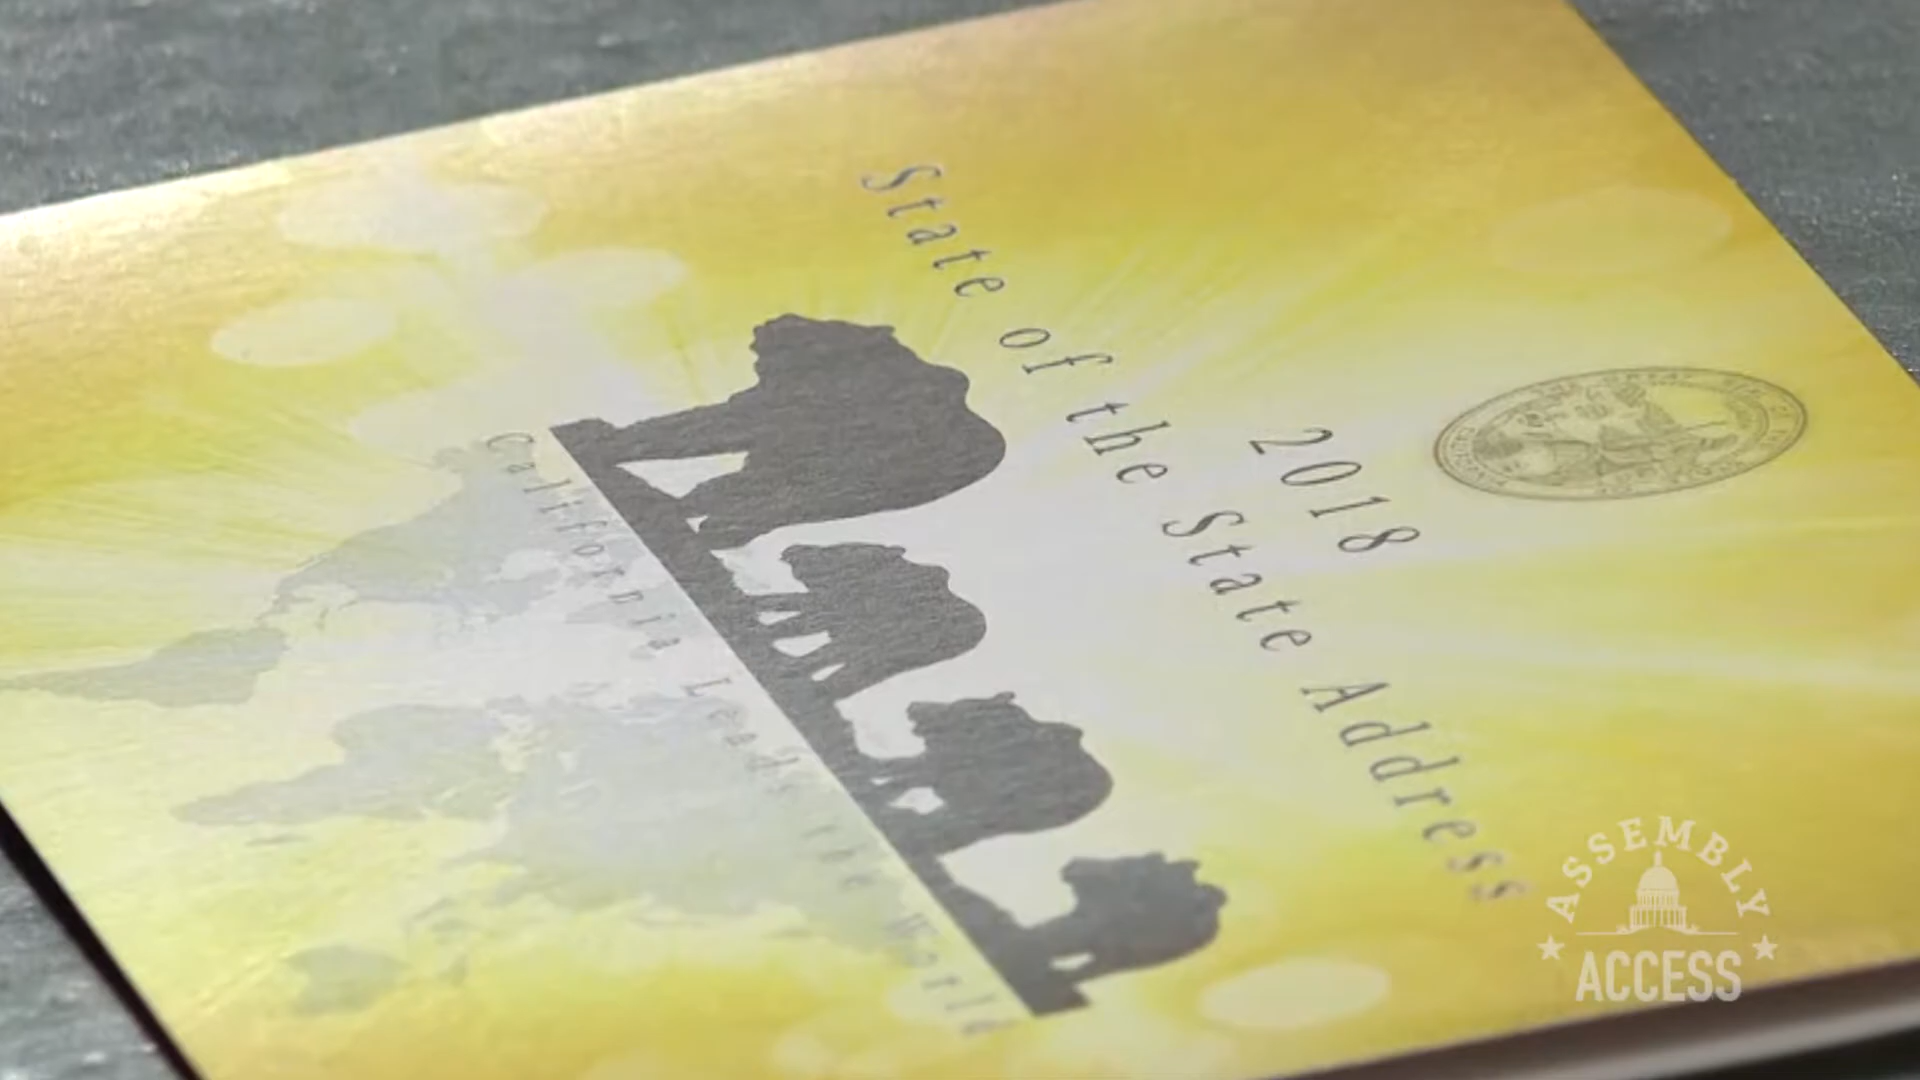 2018
State of the State Address
California Leads the World
ASSEMBLY
ACCESS